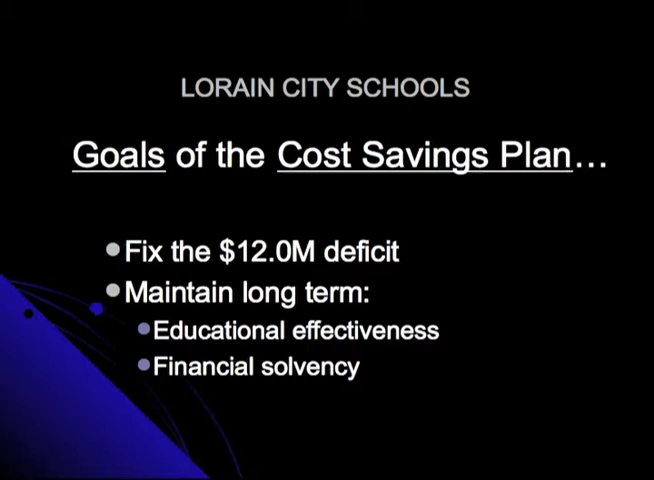 LORAIN CITY SCHOOLS
Goals of the Cost Savings Plan…
Fix the $12.0M deficit
Maintain long term:
Educational effectiveness
Financial solvency